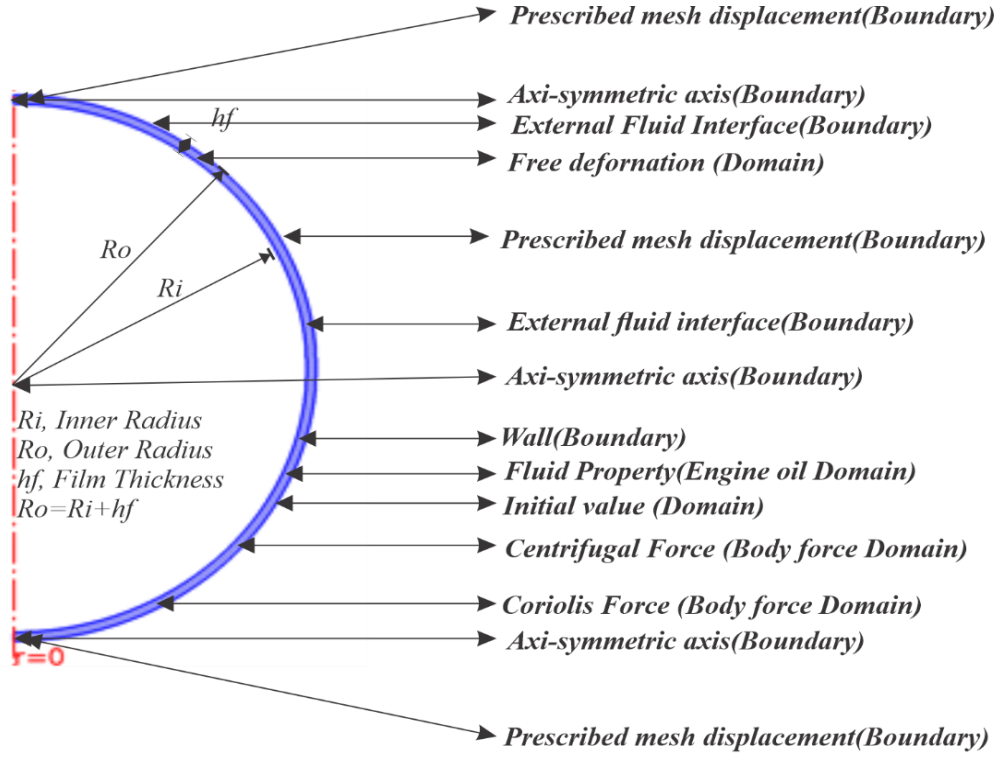 Prescribed mesh displacement(Boundary)
Axi-symmetric axis(Boundary)
hf
External Fluid Interface(Boundary)
Free defornation (Domain)
Prescribed mesh displacement(Boundary)
Ro
Ri
External fluid interface(Boundary)
Axi-symmetric axis(Boundary)
Ri, Inner Radius
Ro, Outer Radius
hf, Film Thickness
Ro=Ri+hf
Wall(Boundary)
Fluid Property(Engine oil Domain)
Initial value (Domain)
Centrifugal Force (Body force Domain)
Coriolis Force (Body force Domain)
Axi-symmetric axis(Boundary)
r=0
Prescribed mesh displacement(Boundary)